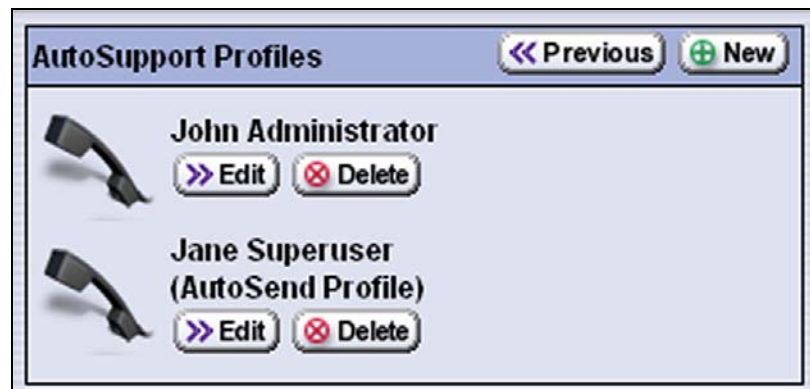 AutoSupport Profiles Previous New
John Administrator
Edit Delete
Jane Superuser
(AutoSend Profile)
Edit Delete